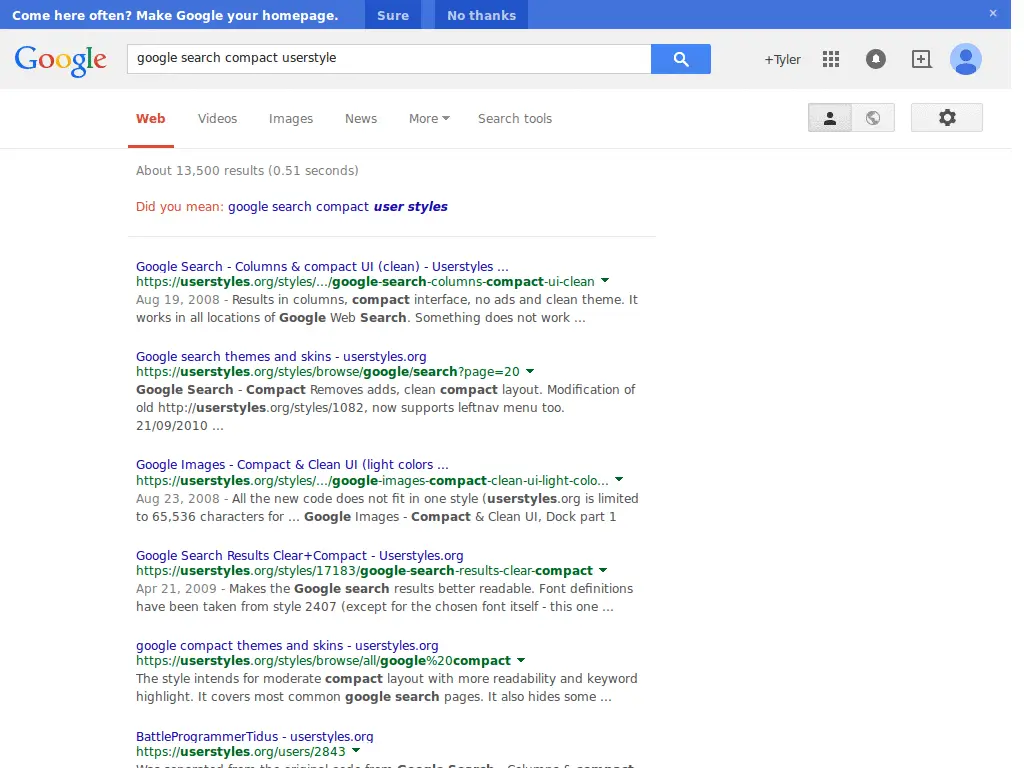 Come here often? Make Google your homepage. Sure No thanks ×
Google google search compact userstyle +Tyler
Web Videos Images News More Search tools
About 13,500 results (0.51 seconds)
Did you mean: google search compact user styles
Google Search - Columns & compact UI (clean) - Userstyles ...
https://userstyles.org/styles/.../google-search-columns-compact-ui-clean
Aug 19, 2008 - Results in columns, compact interface, no ads and clean theme. It
works in all locations of Google Web Search. Something does not work ...
Google search themes and skins - userstyles.org
https://userstyles.org/styles/browse/google/search?page=20
Google Search - Compact Removes adds, clean compact layout. Modification of
old http://userstyles.org/styles/1082, now supports leftnav menu too.
21/09/2010 ...
Google Images - Compact & Clean UI (light colors ...
https://userstyles.org/styles/.../google-images-compact-clean-ui-light-colo...
Aug 23, 2008 - All the new code does not fit in one style (userstyles.org is limited
to 65,536 characters for ... Google Images - Compact & Clean UI, Dock part 1
Google Search Results Clear+Compact - Userstyles.org
https://userstyles.org/styles/17183/google-search-results-clear-compact
Apr 21, 2009 - Makes the Google search results better readable. Font definitions
have been taken from style 2407 (except for the chosen font itself - this one ...
google compact themes and skins - userstyles.org
https://userstyles.org/styles/browse/all/google%20compact
The style intends for moderate compact layout with more readability and keyword
highlight. It covers most common google search pages. It also hides some ...
BattleProgrammerTidus - userstyles.org
https://userstyles.org/users/2843
Was separated from the original code from Google Search - Columns & compact